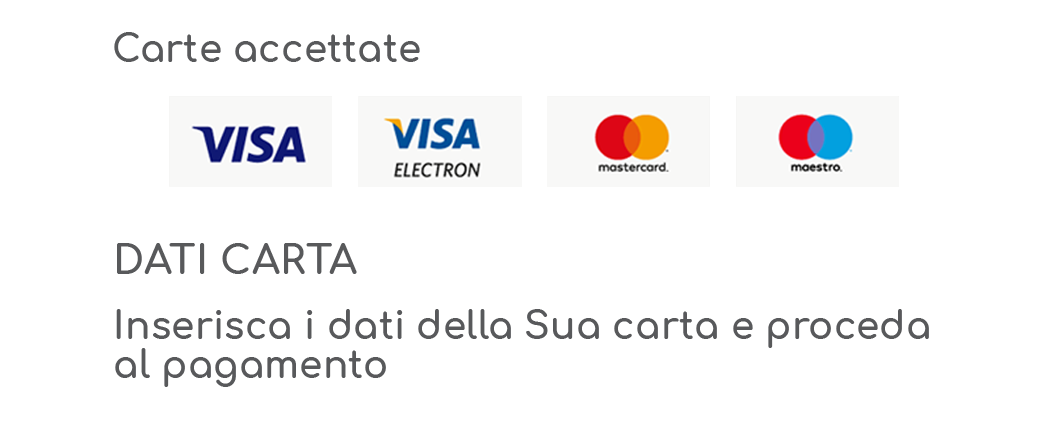 Carte accettate
VISA VISA mastercard. maestro.
ELECTRON
DATI CARTA
Inserisca i dati della Sua carta e proceda
al pagamento